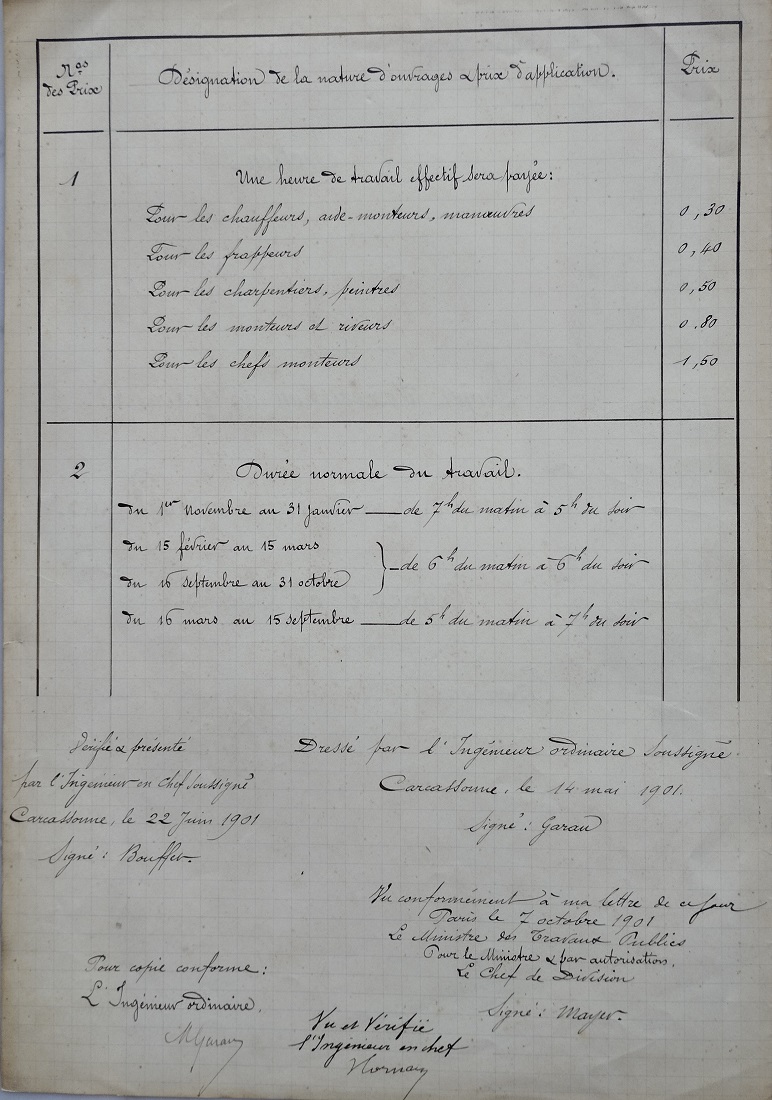 Nos des Prix
Désignation de la nature d'ouvrages & prix d'application.
Prix
1
Une heure de travail effectif sera payée:
Pour les chauffeurs, aide-monteurs, manœuvres 0,30
Pour les frappeurs 0,40
Pour les charpentiers, peintres 0,50
Pour les monteurs et riveurs 0.80
Pour les chefs monteurs 1,50
2
Durée normale du travail.
du 1er novembre au 31 janvier — de 7h du matin à 5h du soir
du 15 février au 15 mars
du 16 septembre au 31 octobre } — de 6h du matin à 6h du soir
du 16 mars au 15 septembre — de 5h du matin à 7h du soir
Vérifié & présenté
par l'Ingénieur en chef soussigné
Carcassonne, le 22 Juin 1901
Signé: Bouffet.
Dressé par l'Ingénieur ordinaire soussigné.
Carcassonne, le 14 mai 1901.
Signé: Garau
Vu conformément à ma lettre de ce jour
Paris le 7 octobre 1901
Le Ministre des Travaux Publics
Pour le Ministre & par autorisation.
Le Chef de Division
Signé: Mayer.
Pour copie conforme:
L'Ingénieur ordinaire.
Vu et Vérifié
l'Ingénieur en chef